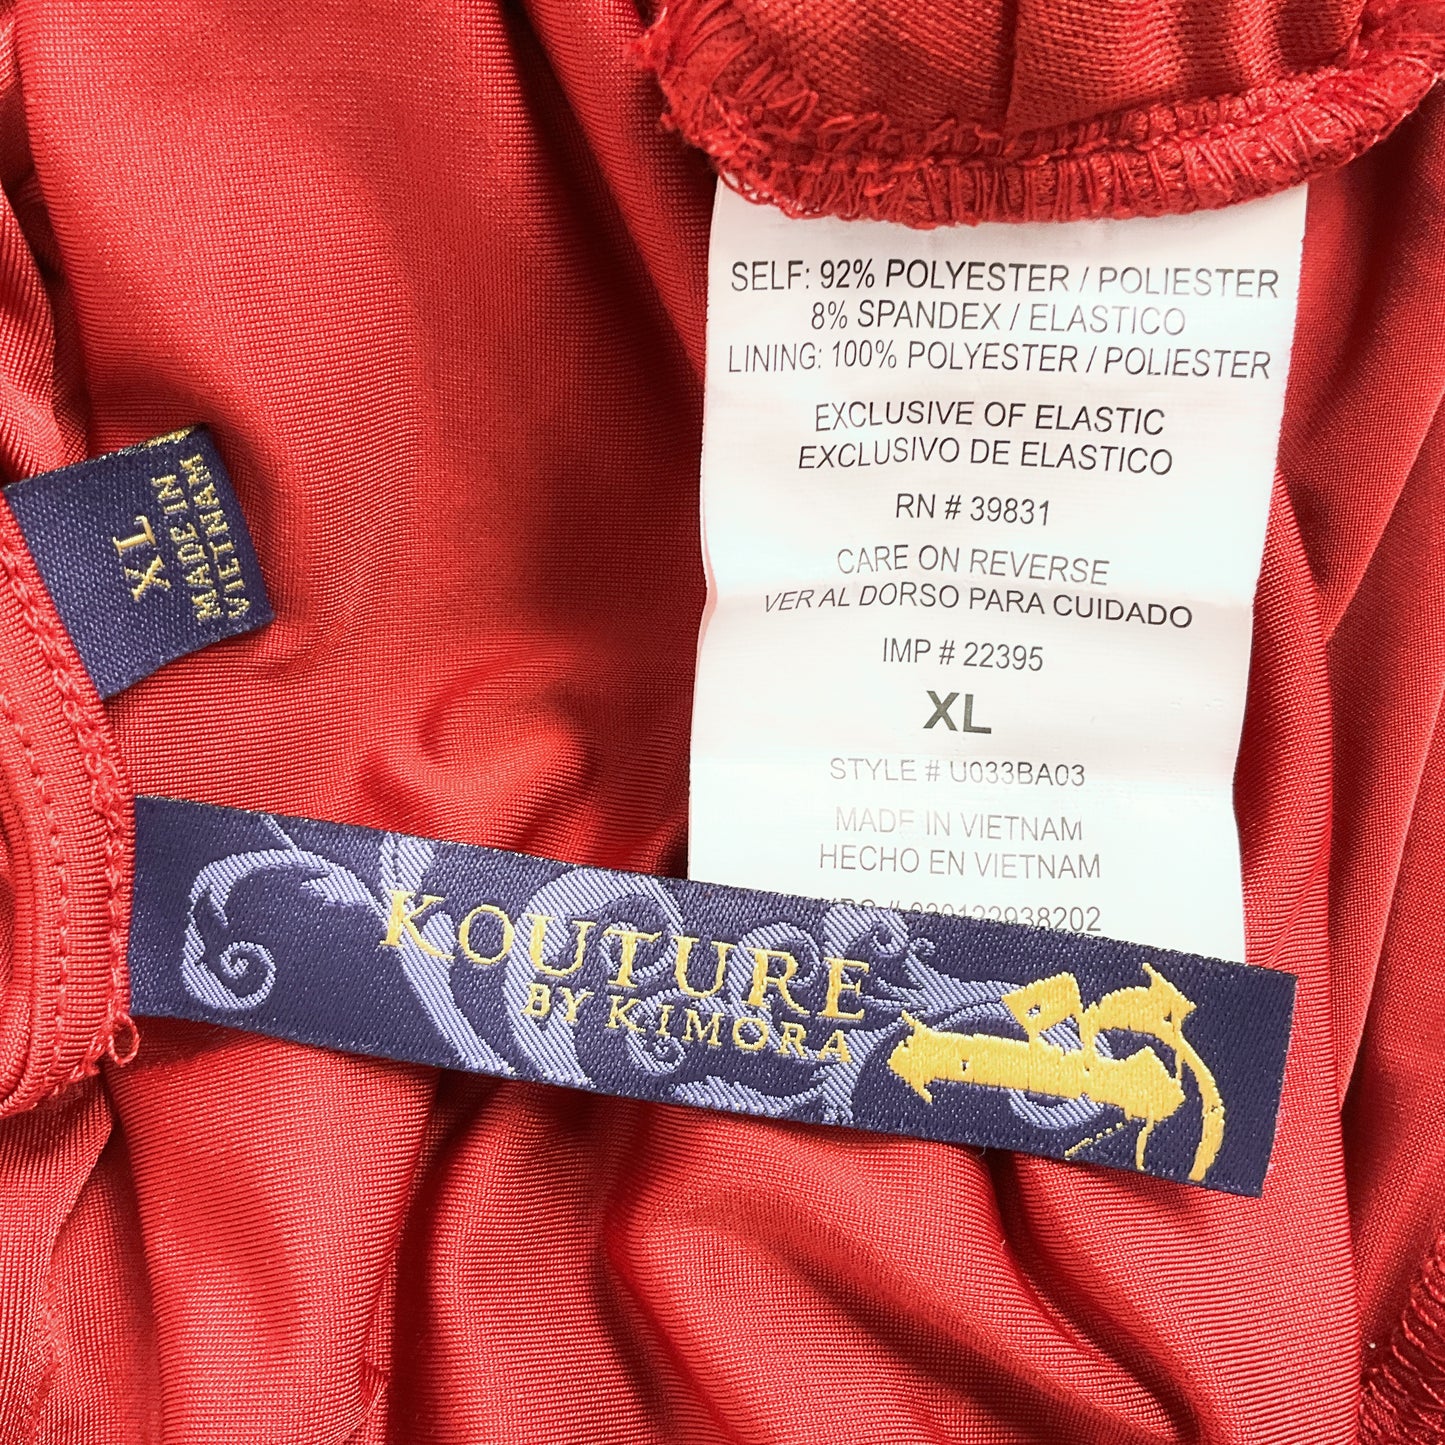 SELF: 92% POLYESTER / POLIESTER
8% SPANDEX / ELASTICO
LINING: 100% POLYESTER / POLIESTER
EXCLUSIVE OF ELASTIC
EXCLUSIVO DE ELASTICO
RN # 39831
CARE ON REVERSE
VER AL DORSO PARA CUIDADO
IMP # 22395
XL
STYLE # U033BA03
MADE IN VIETNAM
HECHO EN VIETNAM
# 030122938202
XL
MADE IN
VIETNAM
KOUTURE
BY KIMORA